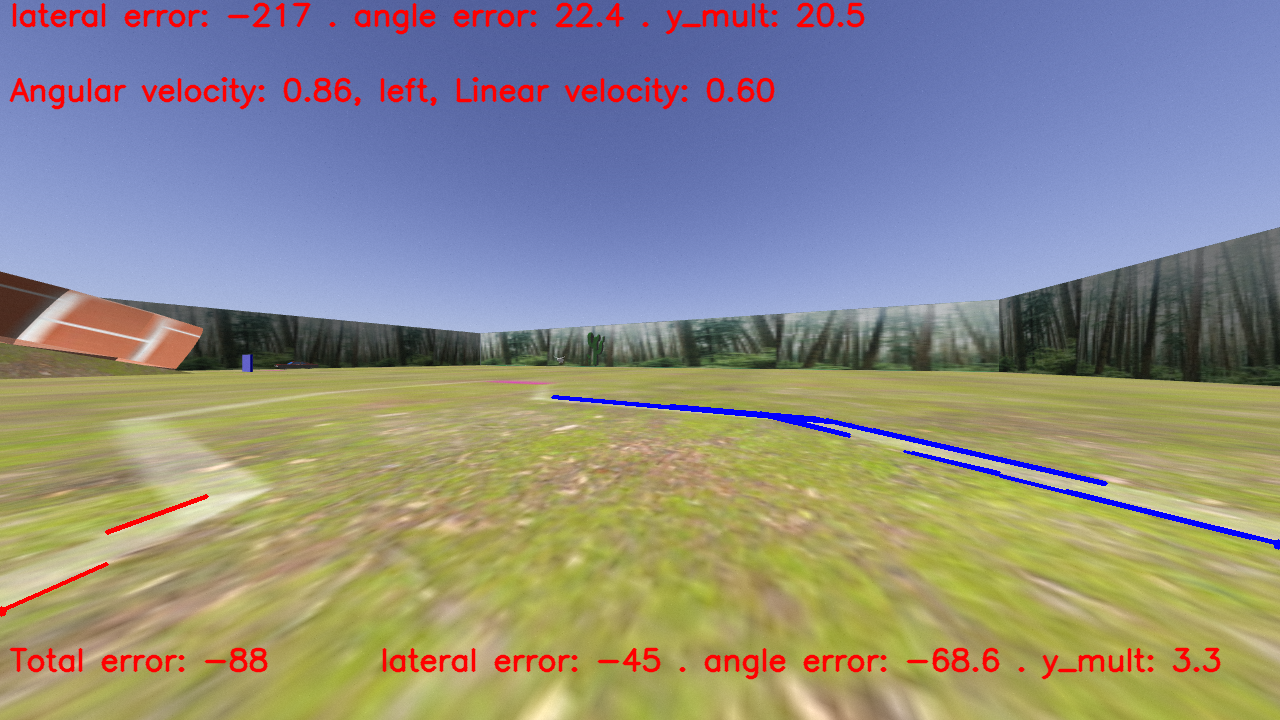 lateral error: -217 . angle error: 22.4 . y_mult: 20.5
Angular velocity: 0.86, left, Linear velocity: 0.60
Total error: -88 lateral error: -45 . angle error: -68.6 . y_mult: 3.3